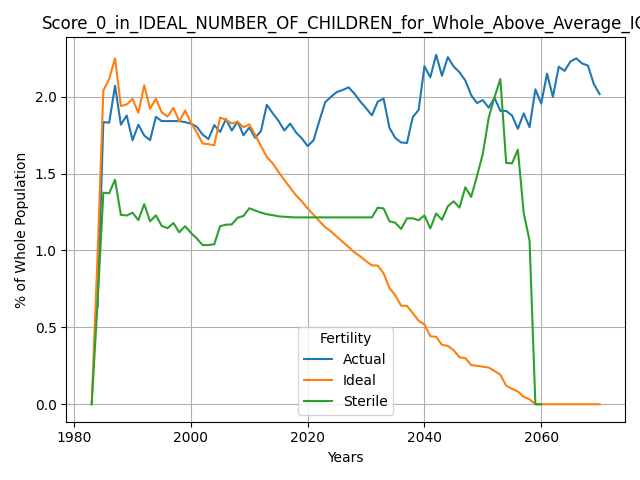 Score_0_in_IDEAL_NUMBER_OF_CHILDREN_for_Whole_Above_Average_IQ
% of Whole Population
2.0
1.5
1.0
0.5
0.0
Fertility
Actual
Ideal
Sterile
1980 2000 2020 2040 2060
Years